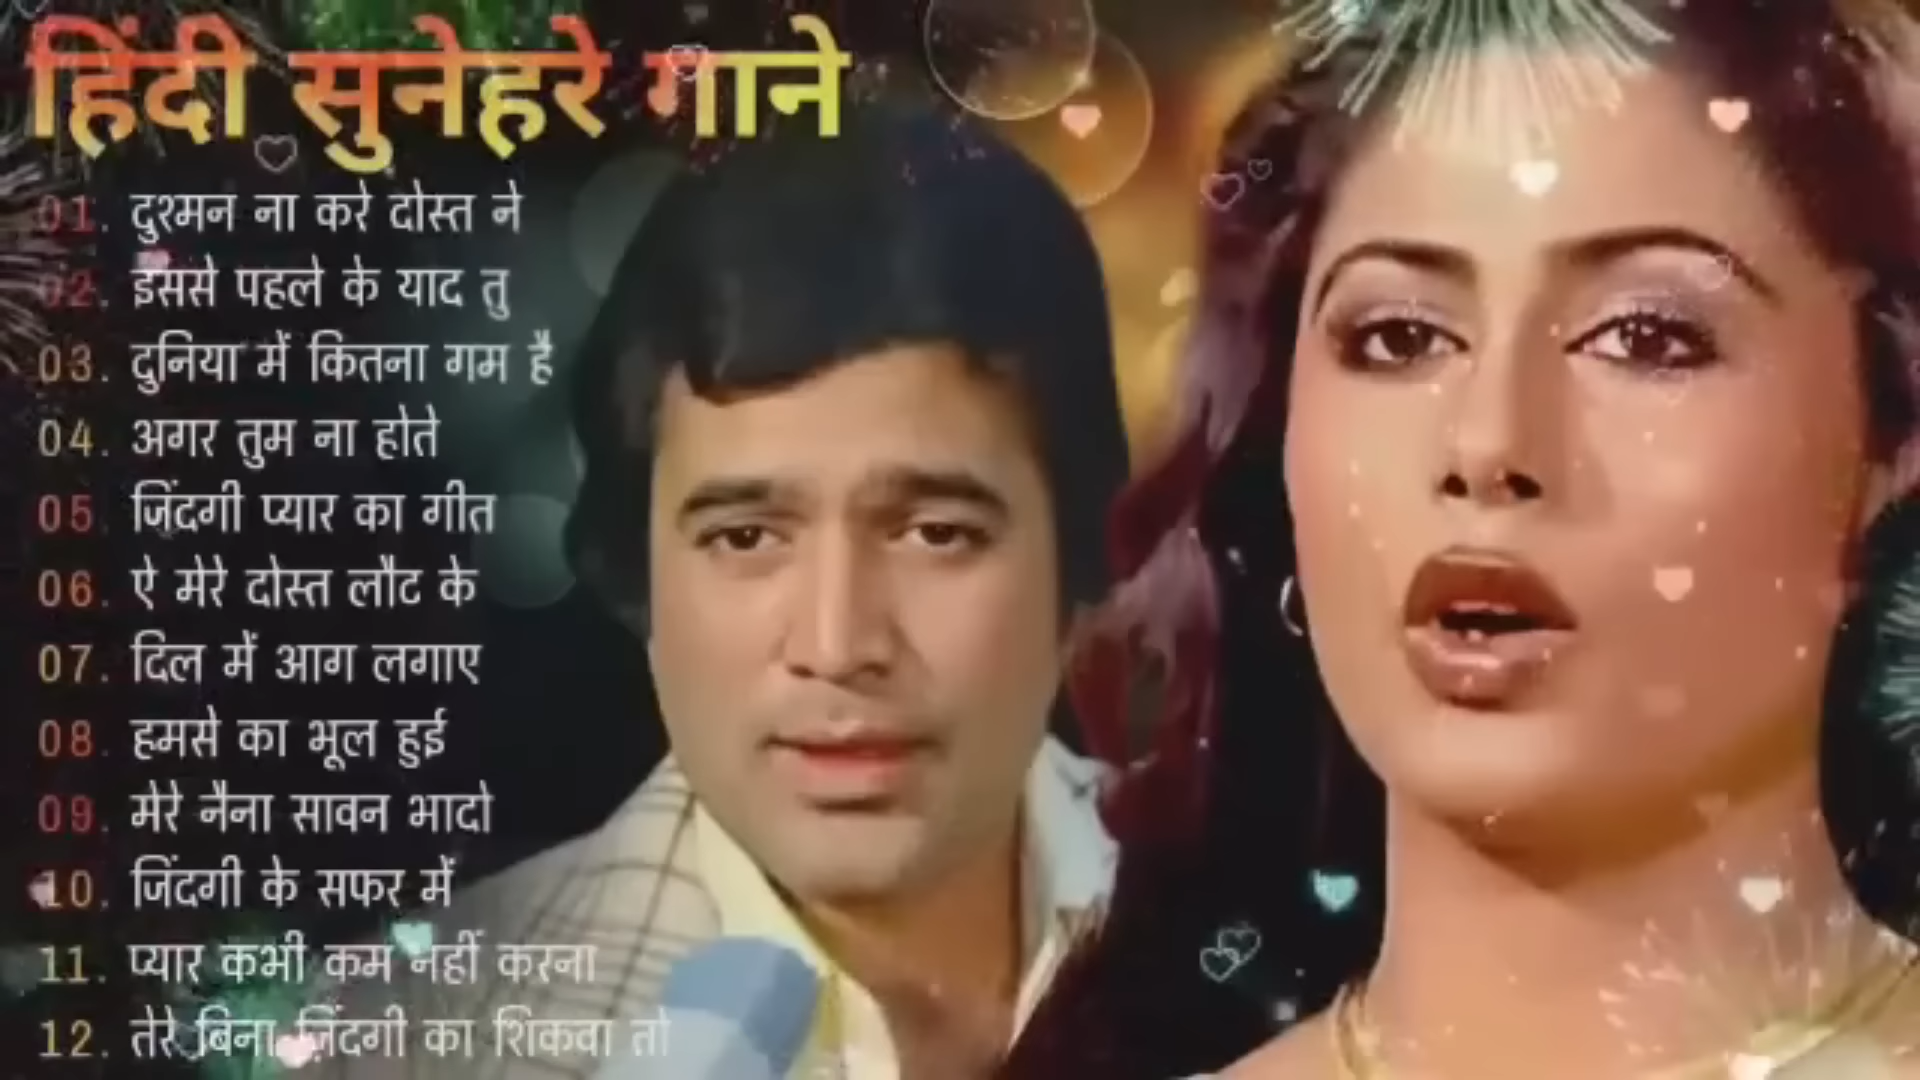 हिंदी सुनेहरे गाने
01. दुश्मन ना करे दोस्त ने
02. इससे पहले के याद तु
03. दुनिया में कितना गम है
04. अगर तुम ना होते
05. जिंदगी प्यार का गीत
06. ऐ मेरे दोस्त लौट के
07. दिल में आग लगाए
08. हमसे का भूल हुई
09. मेरे नैना सावन भादो
10. जिंदगी के सफर में
11. प्यार कभी कम नहीं करना
12. तेरे बिना जिंदगी का शिकवा तो